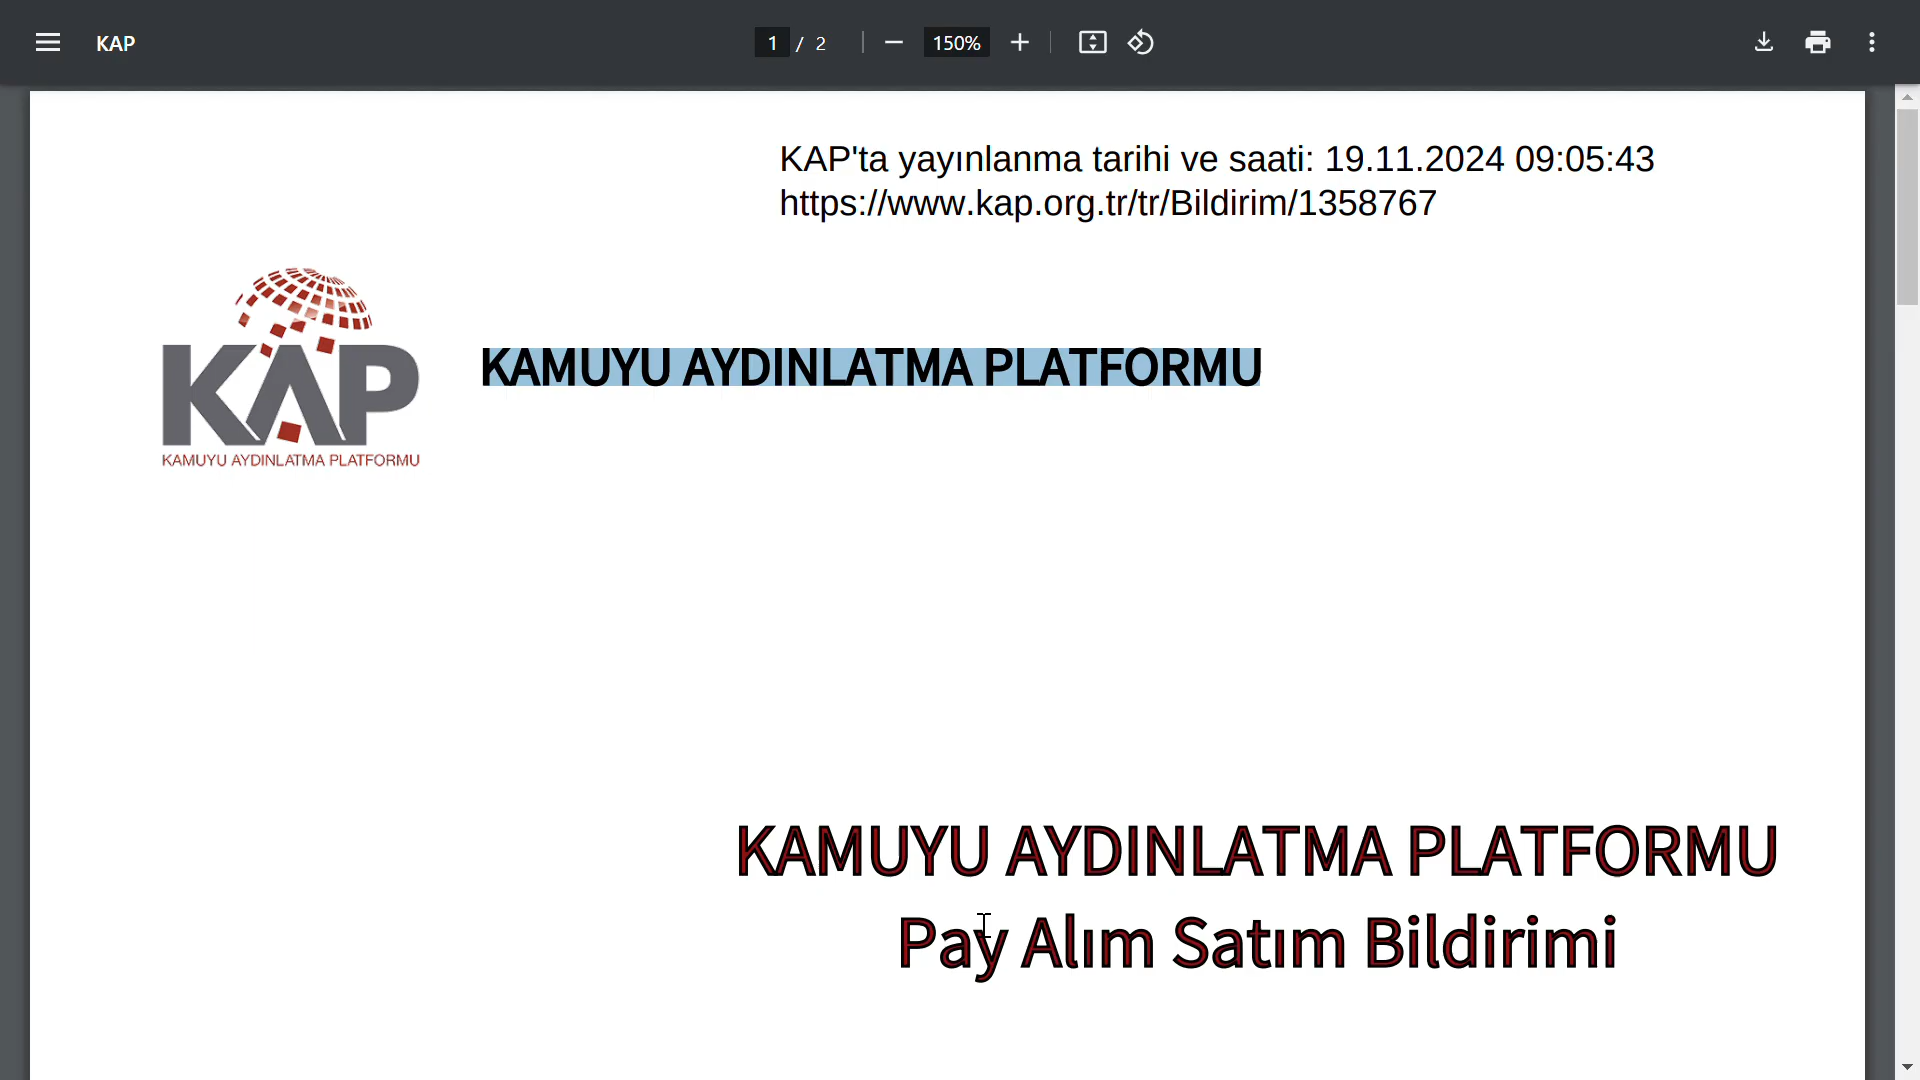 KAP
1 / 2
150%
KAP'ta yayınlanma tarihi ve saati: 19.11.2024 09:05:43
https://www.kap.org.tr/tr/Bildirim/1358767
KAP
KAMUYU AYDINLATMA PLATFORMU
KAMUYU AYDINLATMA PLATFORMU
KAMUYU AYDINLATMA PLATFORMU
Pay Alım Satım Bildirimi